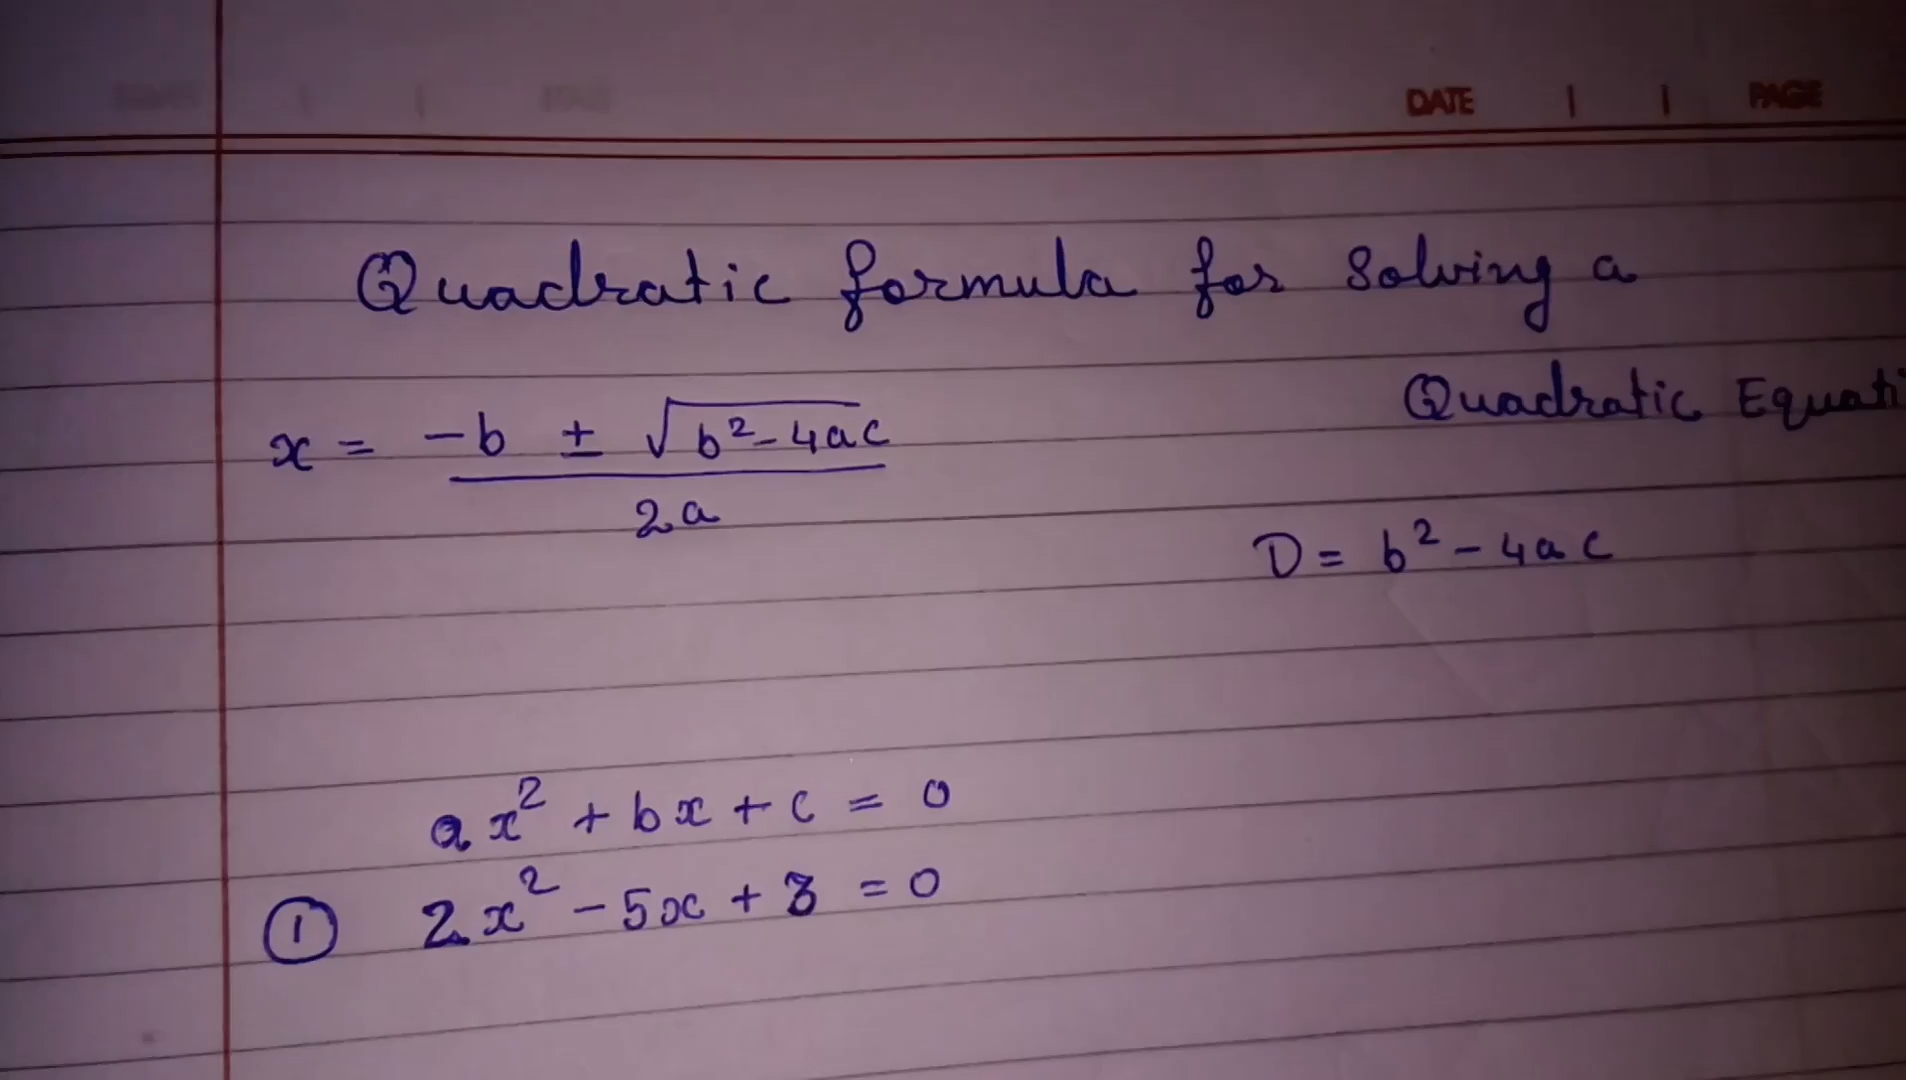 DATE | | PAGE
Quadratic formula for Solving a
Quadratic Equati
x = -b ± √b²-4ac
2a
D = b² - 4ac
ax² + bx + c = 0
① 2x² - 5x + 3 = 0